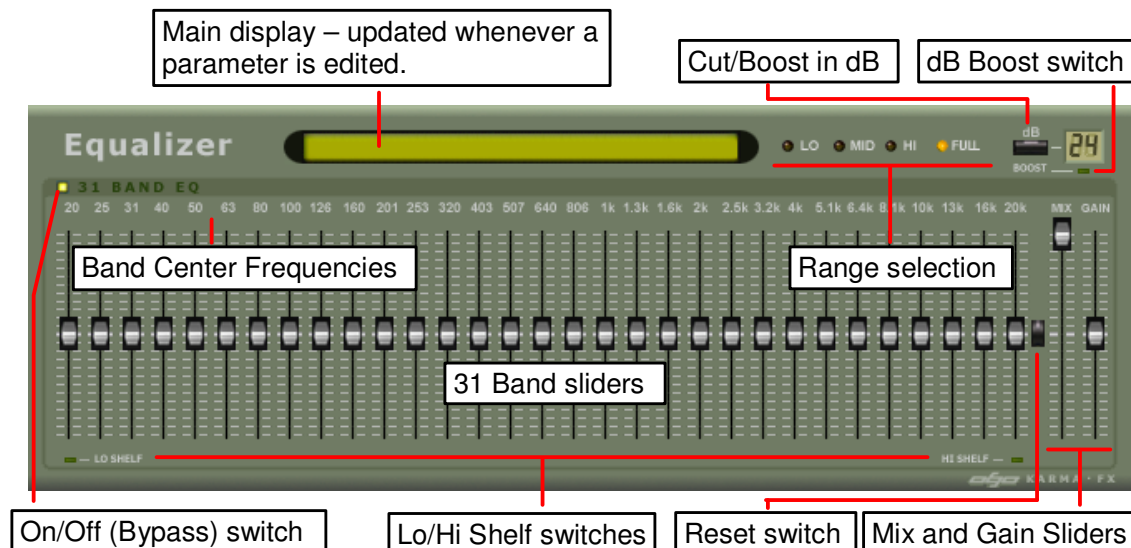 Main display – updated whenever a
parameter is edited.
Cut/Boost in dB
dB Boost switch
Equalizer
LO MID HI FULL
dB
24
BOOST
31 BAND EQ
20 25 31 40 50 63 80 100 126 160 201 253 320 403 507 640 806 1k 1.3k 1.6k 2k 2.5k 3.2k 4k 5.1k 6.4k 8.1k 10k 13k 16k 20k MIX GAIN
Band Center Frequencies
Range selection
31 Band sliders
LO SHELF
HI SHELF
KARMA·FX
On/Off (Bypass) switch
Lo/Hi Shelf switches
Reset switch
Mix and Gain Sliders